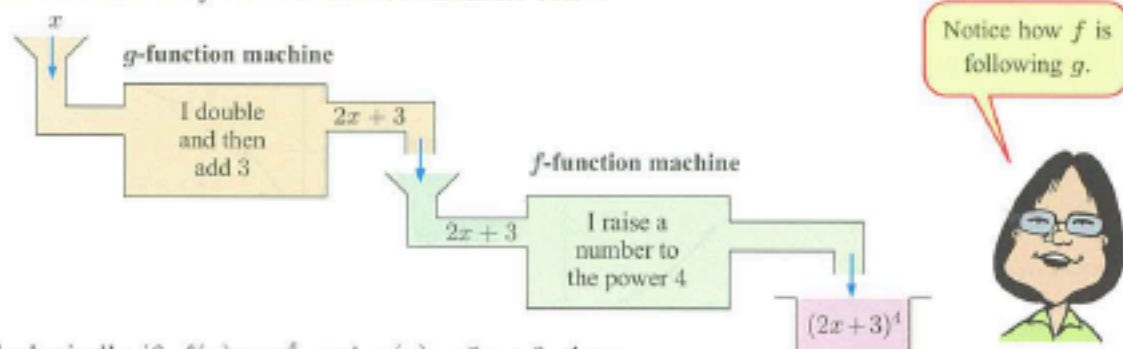 x
Notice how f is
following g.
g-function machine
I double
and then
add 3
2x + 3
f-function machine
2x + 3
I raise a
number to
the power 4
(2x+3)⁴